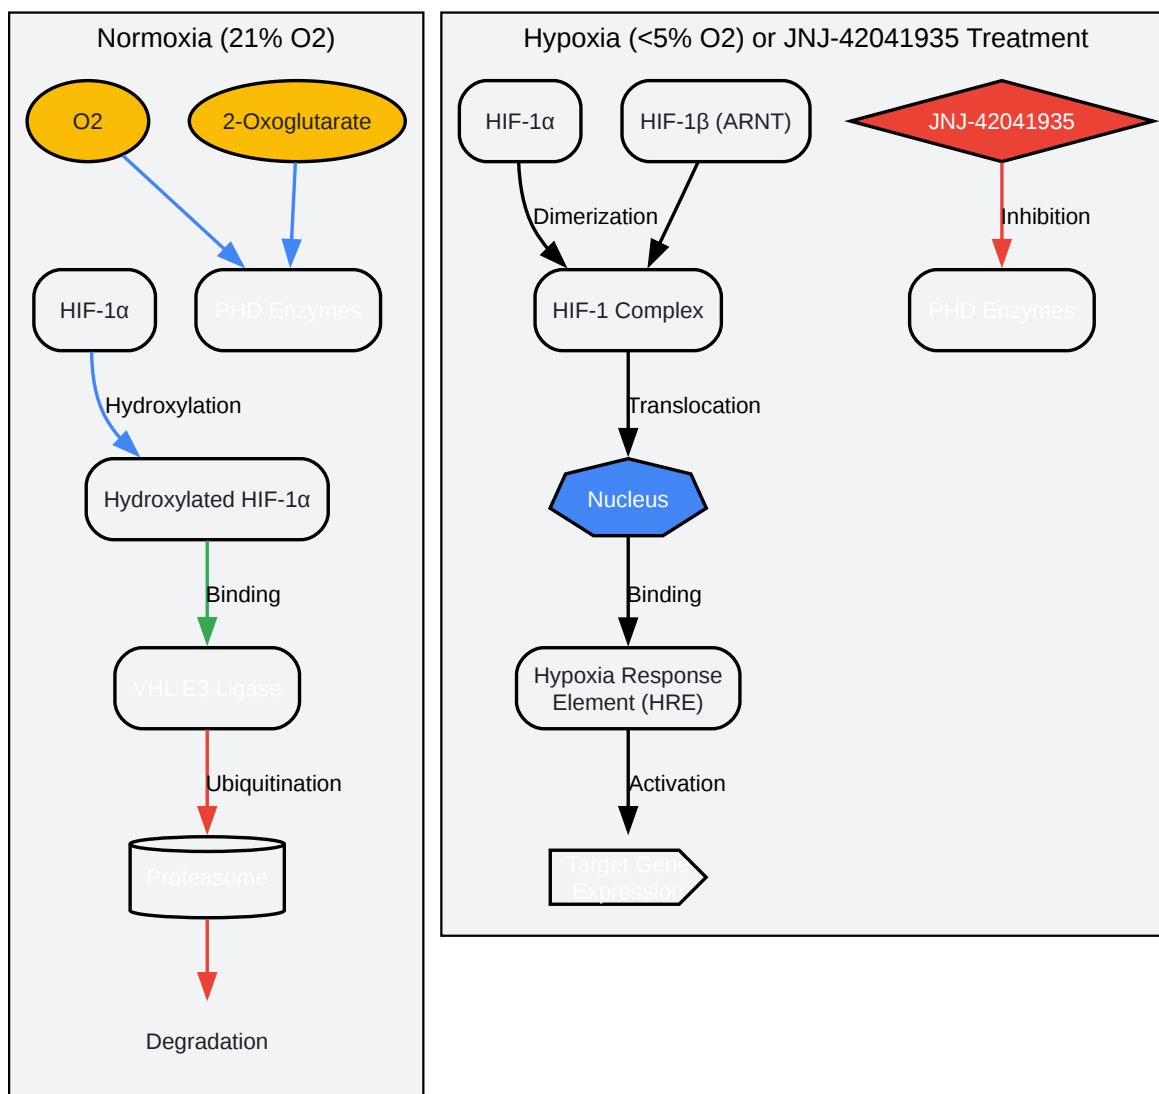 Normoxia (21% O2)
O2
2-Oxoglutarate
HIF-1α
PHD Enzymes
Hydroxylation
Hydroxylated HIF-1α
Binding
VHL E3 Ligase
Ubiquitination
Proteasome
Degradation
Hypoxia (<5% O2) or JNJ-42041935 Treatment
HIF-1α
HIF-1β (ARNT)
JNJ-42041935
Dimerization
Inhibition
HIF-1 Complex
PHD Enzymes
Translocation
Nucleus
Binding
Hypoxia Response
Element (HRE)
Activation
Target Gene
Expression